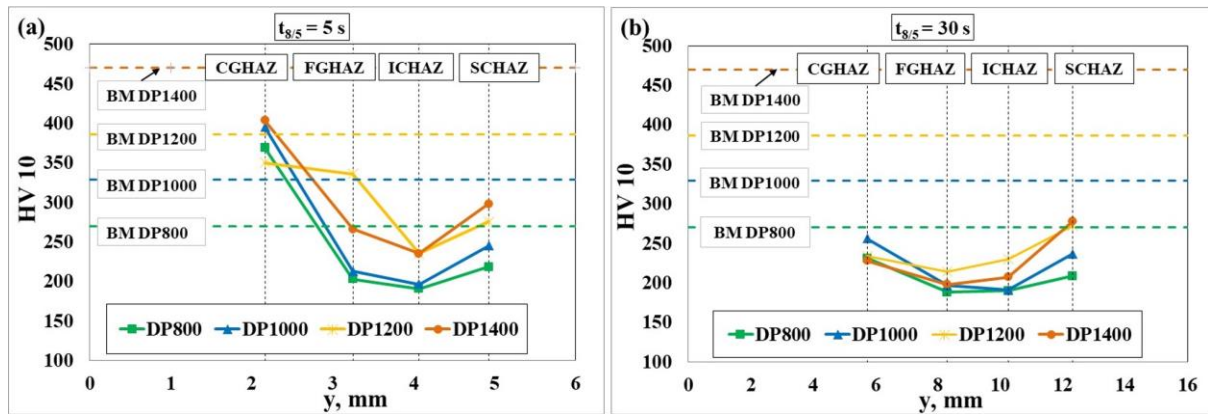 (a)
t8/5 = 5 s
500
450
400
350
300
250
200
150
100
HV 10
CGHAZ FGHAZ ICHAZ SCHAZ
BM DP1400
BM DP1200
BM DP1000
BM DP800
DP800 DP1000 DP1200 DP1400
0 1 2 3 4 5 6
y, mm
(b)
t8/5 = 30 s
500
450
400
350
300
250
200
150
100
HV 10
CGHAZ FGHAZ ICHAZ SCHAZ
BM DP1400
BM DP1200
BM DP1000
BM DP800
DP800 DP1000 DP1200 DP1400
0 2 4 6 8 10 12 14 16
y, mm